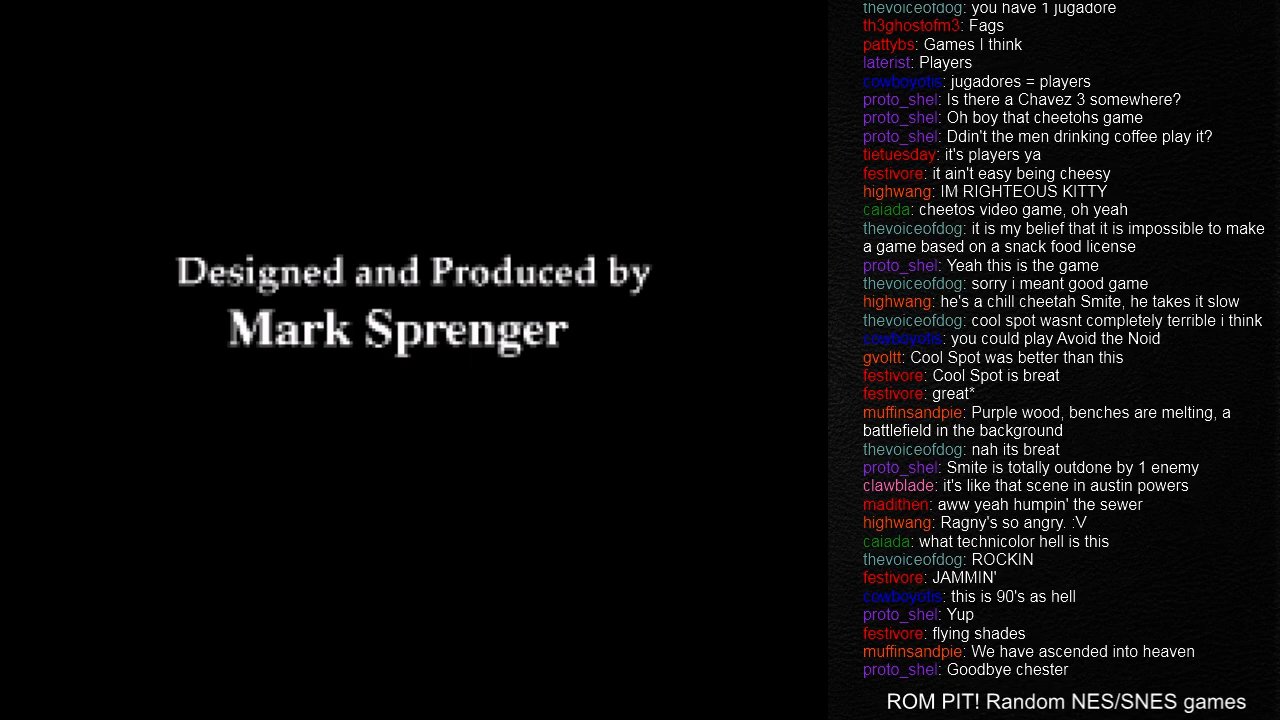 Designed and Produced by
Mark Sprenger
thevoiceofdog: you have 1 jugadore
th3ghostofm3: Fags
pattybs: Games I think
laterist: Players
cowboyotis: jugadores = players
proto_shel: Is there a Chavez 3 somewhere?
proto_shel: Oh boy that cheetohs game
proto_shel: Ddin't the men drinking coffee play it?
tietuesday: it's players ya
festivore: it ain't easy being cheesy
highwang: IM RIGHTEOUS KITTY
caiada: cheetos video game, oh yeah
thevoiceofdog: it is my belief that it is impossible to make
a game based on a snack food license
proto_shel: Yeah this is the game
thevoiceofdog: sorry i meant good game
highwang: he's a chill cheetah Smite, he takes it slow
thevoiceofdog: cool spot wasnt completely terrible i think
cowboyotis: you could play Avoid the Noid
gvoltt: Cool Spot was better than this
festivore: Cool Spot is breat
festivore: great*
muffinsandpie: Purple wood, benches are melting, a
battlefield in the background
thevoiceofdog: nah its breat
proto_shel: Smite is totally outdone by 1 enemy
clawblade: it's like that scene in austin powers
madithen: aww yeah humpin' the sewer
highwang: Ragny's so angry. :V
caiada: what technicolor hell is this
thevoiceofdog: ROCKIN
festivore: JAMMIN'
cowboyotis: this is 90's as hell
proto_shel: Yup
festivore: flying shades
muffinsandpie: We have ascended into heaven
proto_shel: Goodbye chester
ROM PIT! Random NES/SNES games